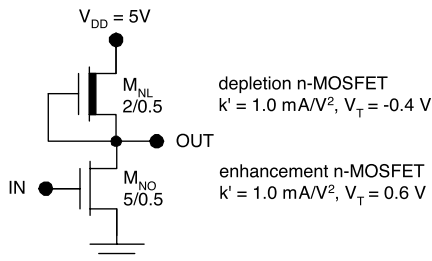 V_DD = 5V
M_NL
2/0.5
depletion n-MOSFET
k' = 1.0 mA/V², V_T = -0.4 V
OUT
IN
M_NO
5/0.5
enhancement n-MOSFET
k' = 1.0 mA/V², V_T = 0.6 V